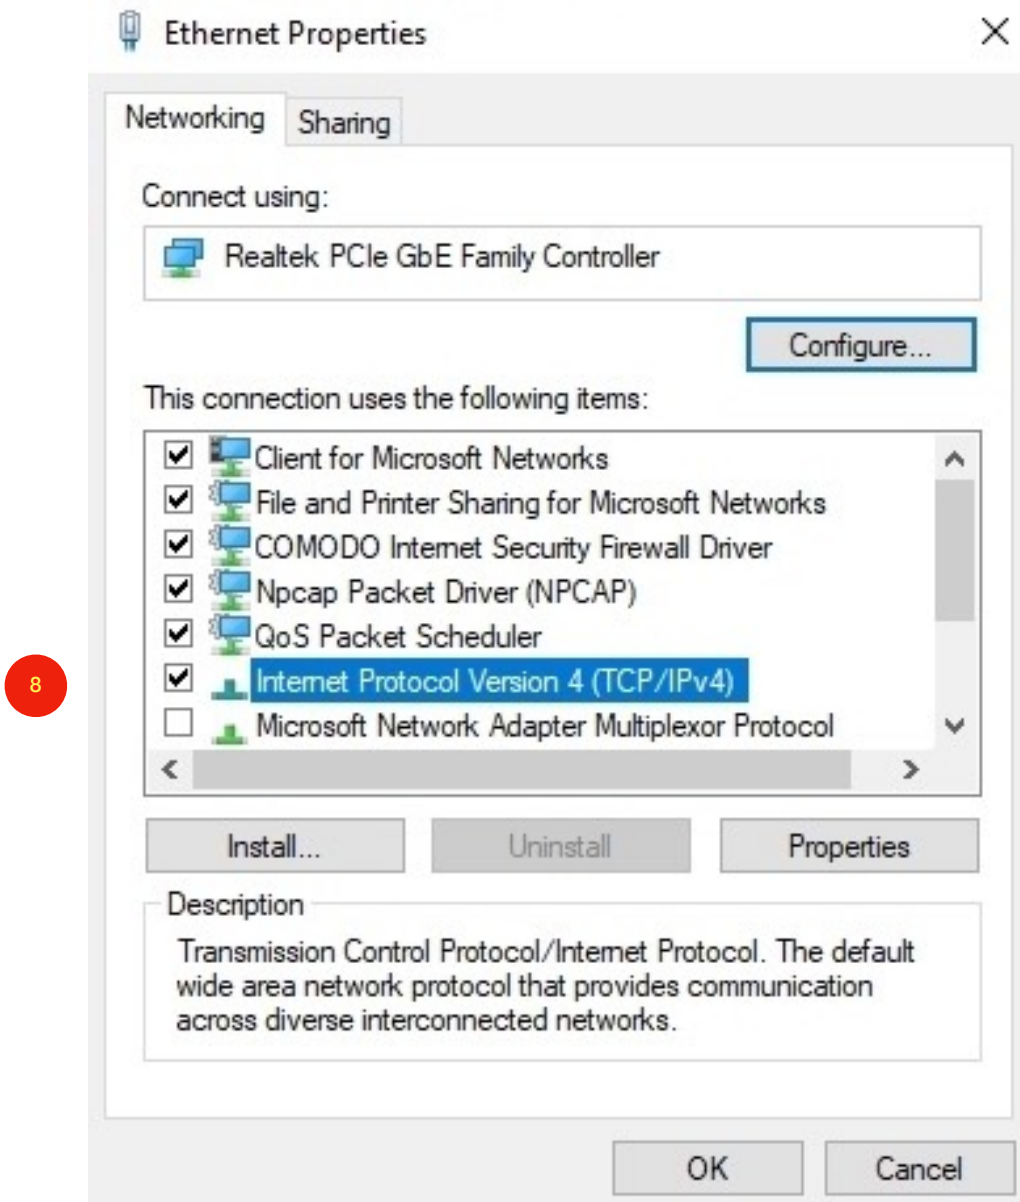 Ethernet Properties
Networking
Sharing
Connect using:
Realtek PCIe GbE Family Controller
Configure...
This connection uses the following items:
Client for Microsoft Networks
File and Printer Sharing for Microsoft Networks
COMODO Internet Security Firewall Driver
Npcap Packet Driver (NPCAP)
QoS Packet Scheduler
8
Internet Protocol Version 4 (TCP/IPv4)
Microsoft Network Adapter Multiplexor Protocol
Install...
Uninstall
Properties
Description
Transmission Control Protocol/Internet Protocol. The default
wide area network protocol that provides communication
across diverse interconnected networks.
OK
Cancel